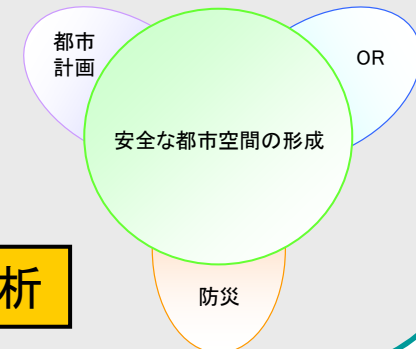 都市
計画
OR
安全な都市空間の形成
析
防災